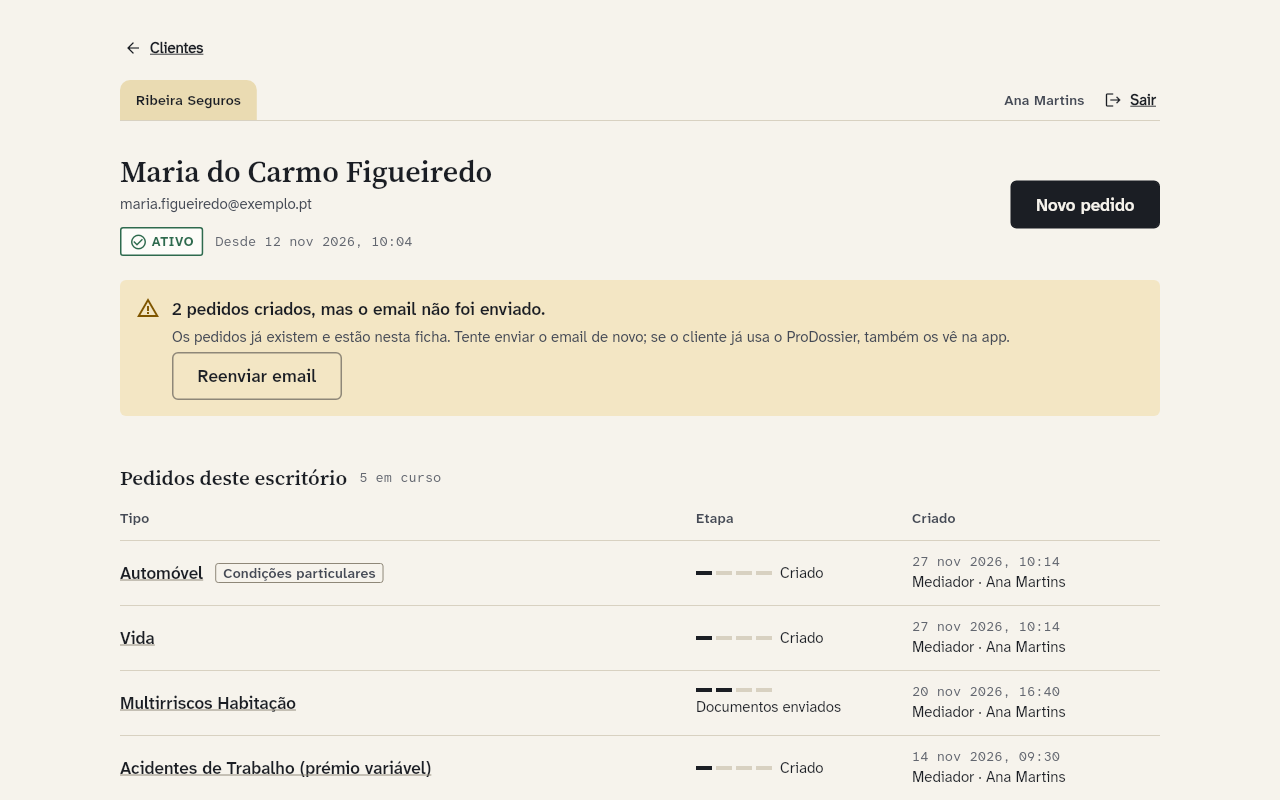 Clientes
Ribeira Seguros
Ana Martins
Sair
Maria do Carmo Figueiredo
maria.figueiredo@exemplo.pt
Novo pedido
ATIVO
Desde 12 nov 2026, 10:04
2 pedidos criados, mas o email não foi enviado.
Os pedidos já existem e estão nesta ficha. Tente enviar o email de novo; se o cliente já usa o ProDossier, também os vê na app.
Reenviar email
Pedidos deste escritório 5 em curso
Tipo Etapa Criado
Automóvel Condições particulares Criado 27 nov 2026, 10:14
Mediador · Ana Martins
Vida Criado 27 nov 2026, 10:14
Mediador · Ana Martins
Multirriscos Habitação Documentos enviados 20 nov 2026, 16:40
Mediador · Ana Martins
Acidentes de Trabalho (prémio variável) Criado 14 nov 2026, 09:30
Mediador · Ana Martins